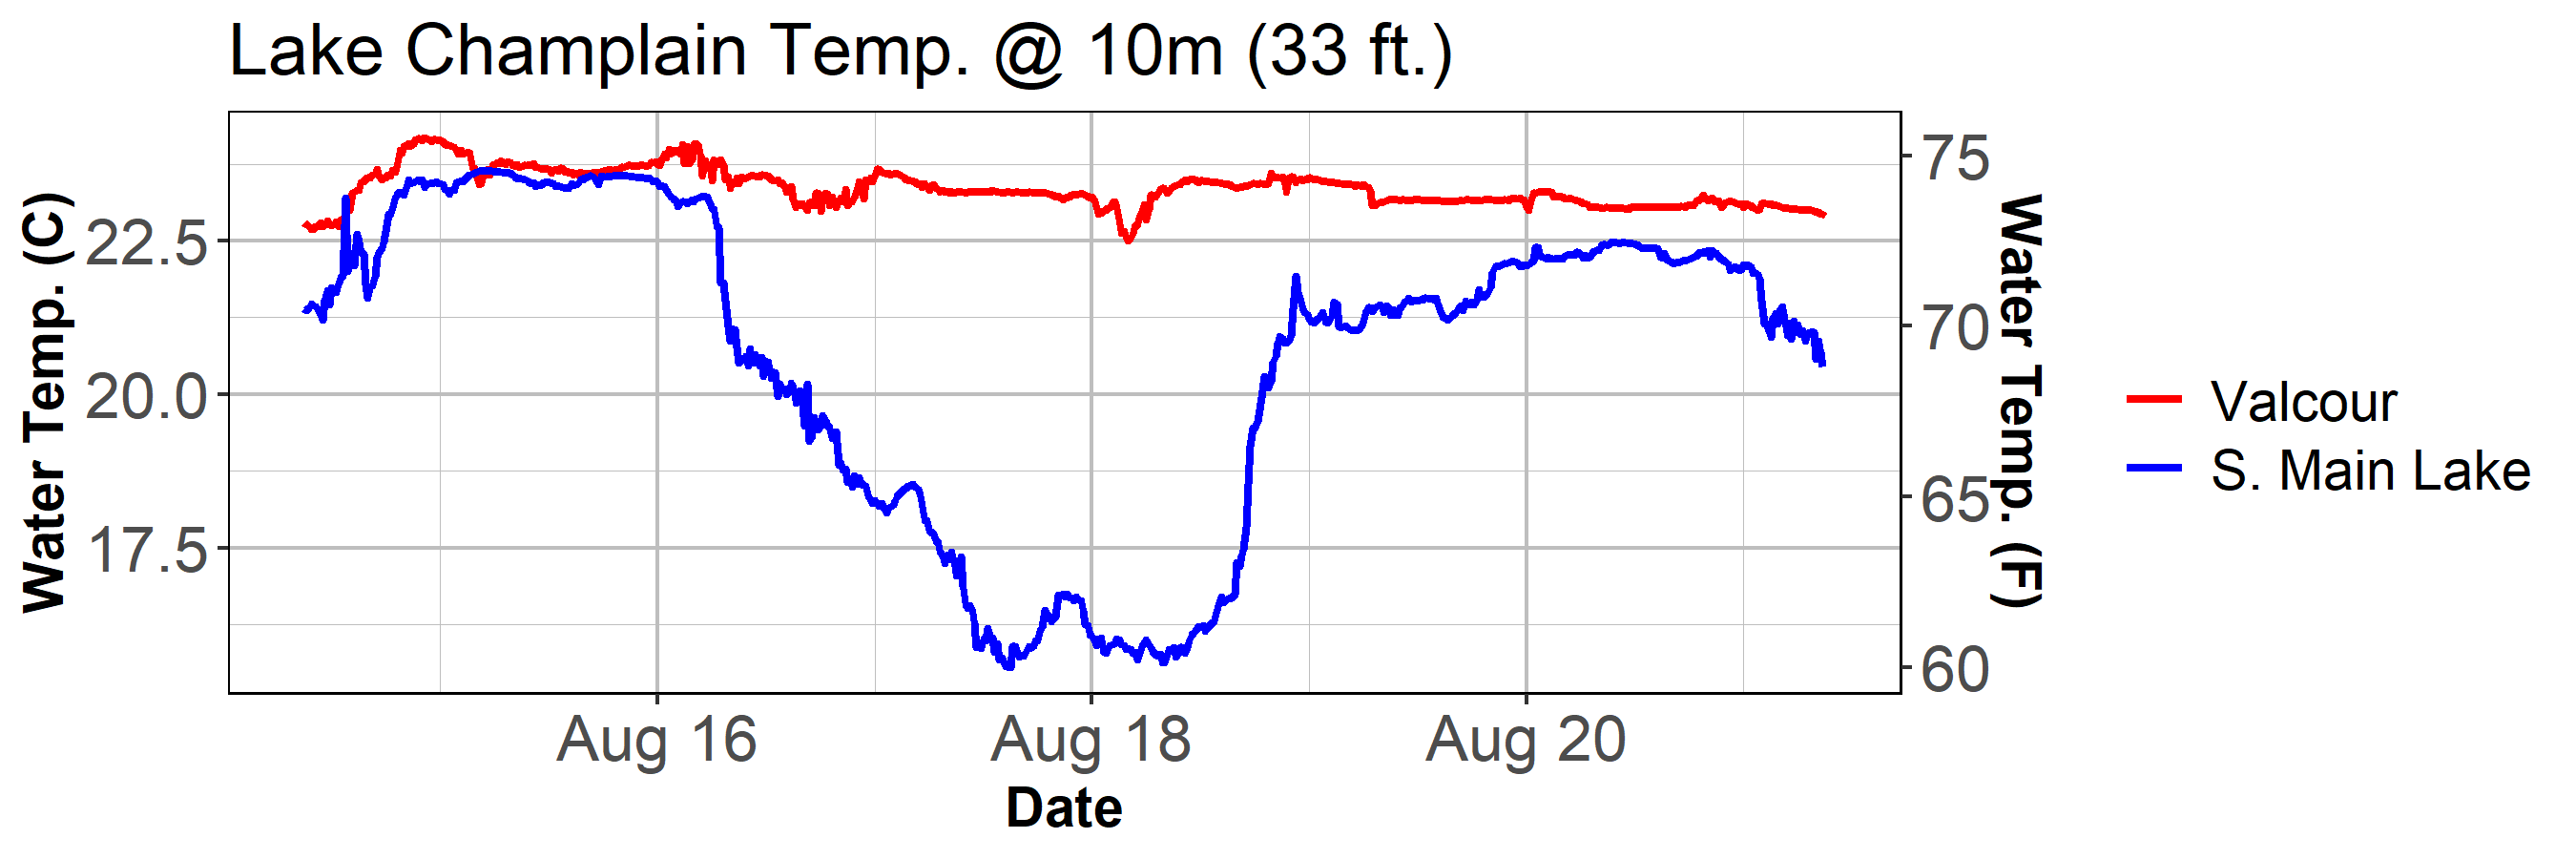 Lake Champlain Temp. @ 10m (33 ft.)
Water Temp. (C)
22.5
20.0
17.5
75
70
65
60
Water Temp. (F)
Aug 16
Aug 18
Aug 20
Date
Valcour
S. Main Lake